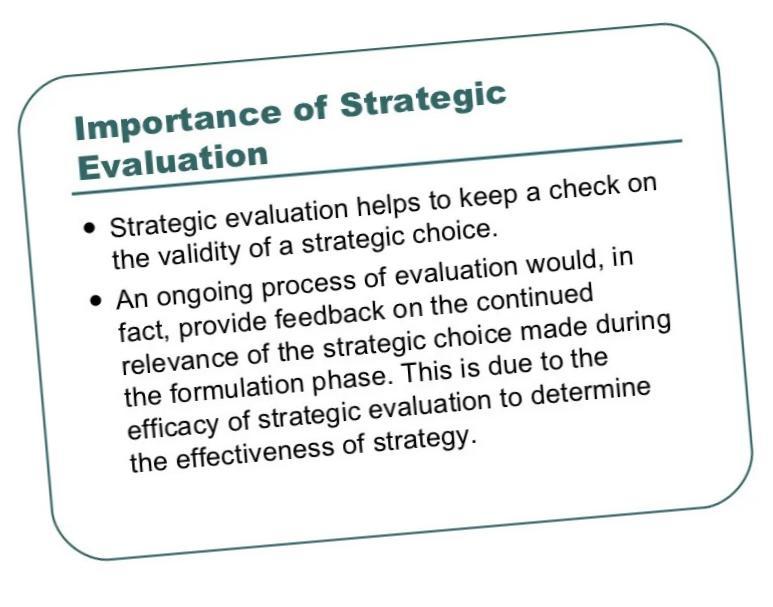 Importance of Strategic
Evaluation
• Strategic evaluation helps to keep a check on
the validity of a strategic choice.
• An ongoing process of evaluation would, in
fact, provide feedback on the continued
relevance of the strategic choice made during
the formulation phase. This is due to the
efficacy of strategic evaluation to determine
the effectiveness of strategy.